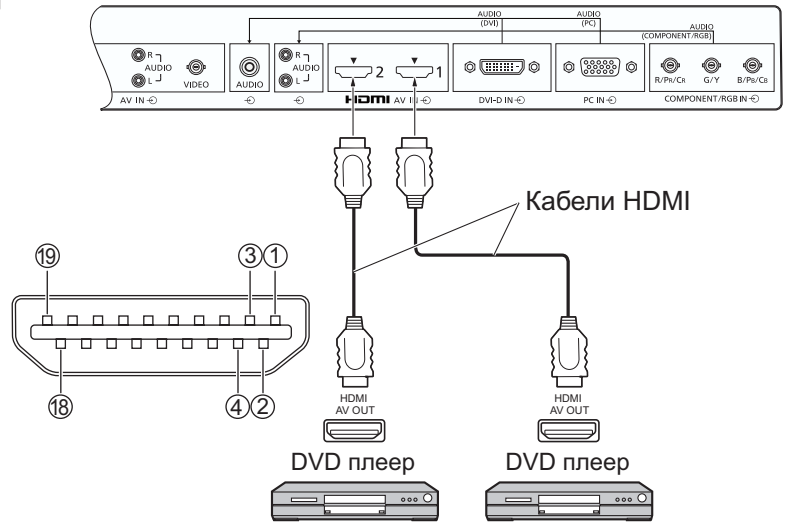 AUDIO
(DVI)
AUDIO
(PC)
AUDIO
(COMPONENT/RGB)
R
AUDIO
L
VIDEO
AV IN
AUDIO
R
AUDIO
L
2
1
HDMI AV IN
DVI-D IN
PC IN
R/PR/CR G/Y B/PB/CB
COMPONENT/RGB IN
Кабели HDMI
19 3 1
18 4 2
HDMI
AV OUT
HDMI
AV OUT
DVD плеер
DVD плеер